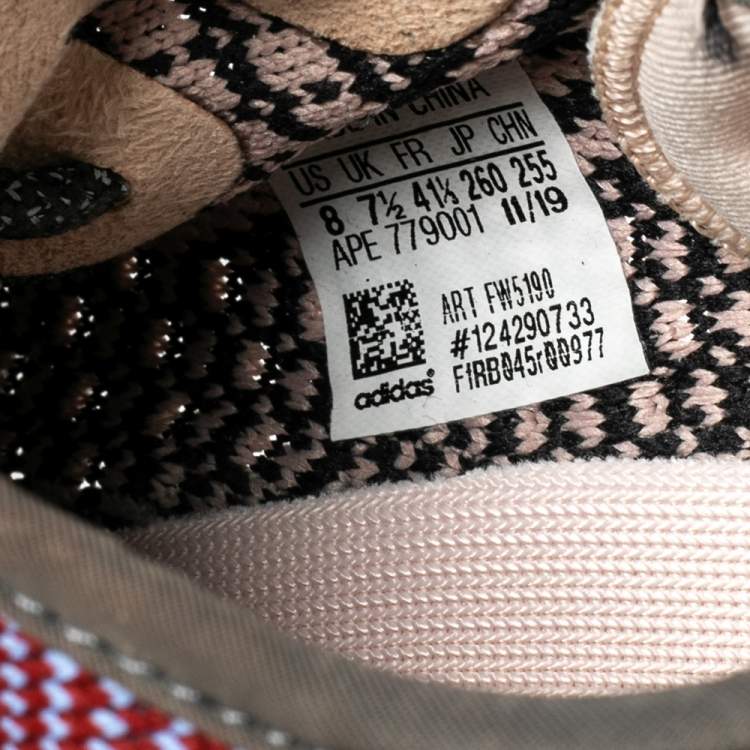 IN CHINA
US UK FR JP CHN
8 7½ 41⅓ 260 255
APE 779001 11/19
ART FW5190
#124290733
F1RB045r00977
adidas®